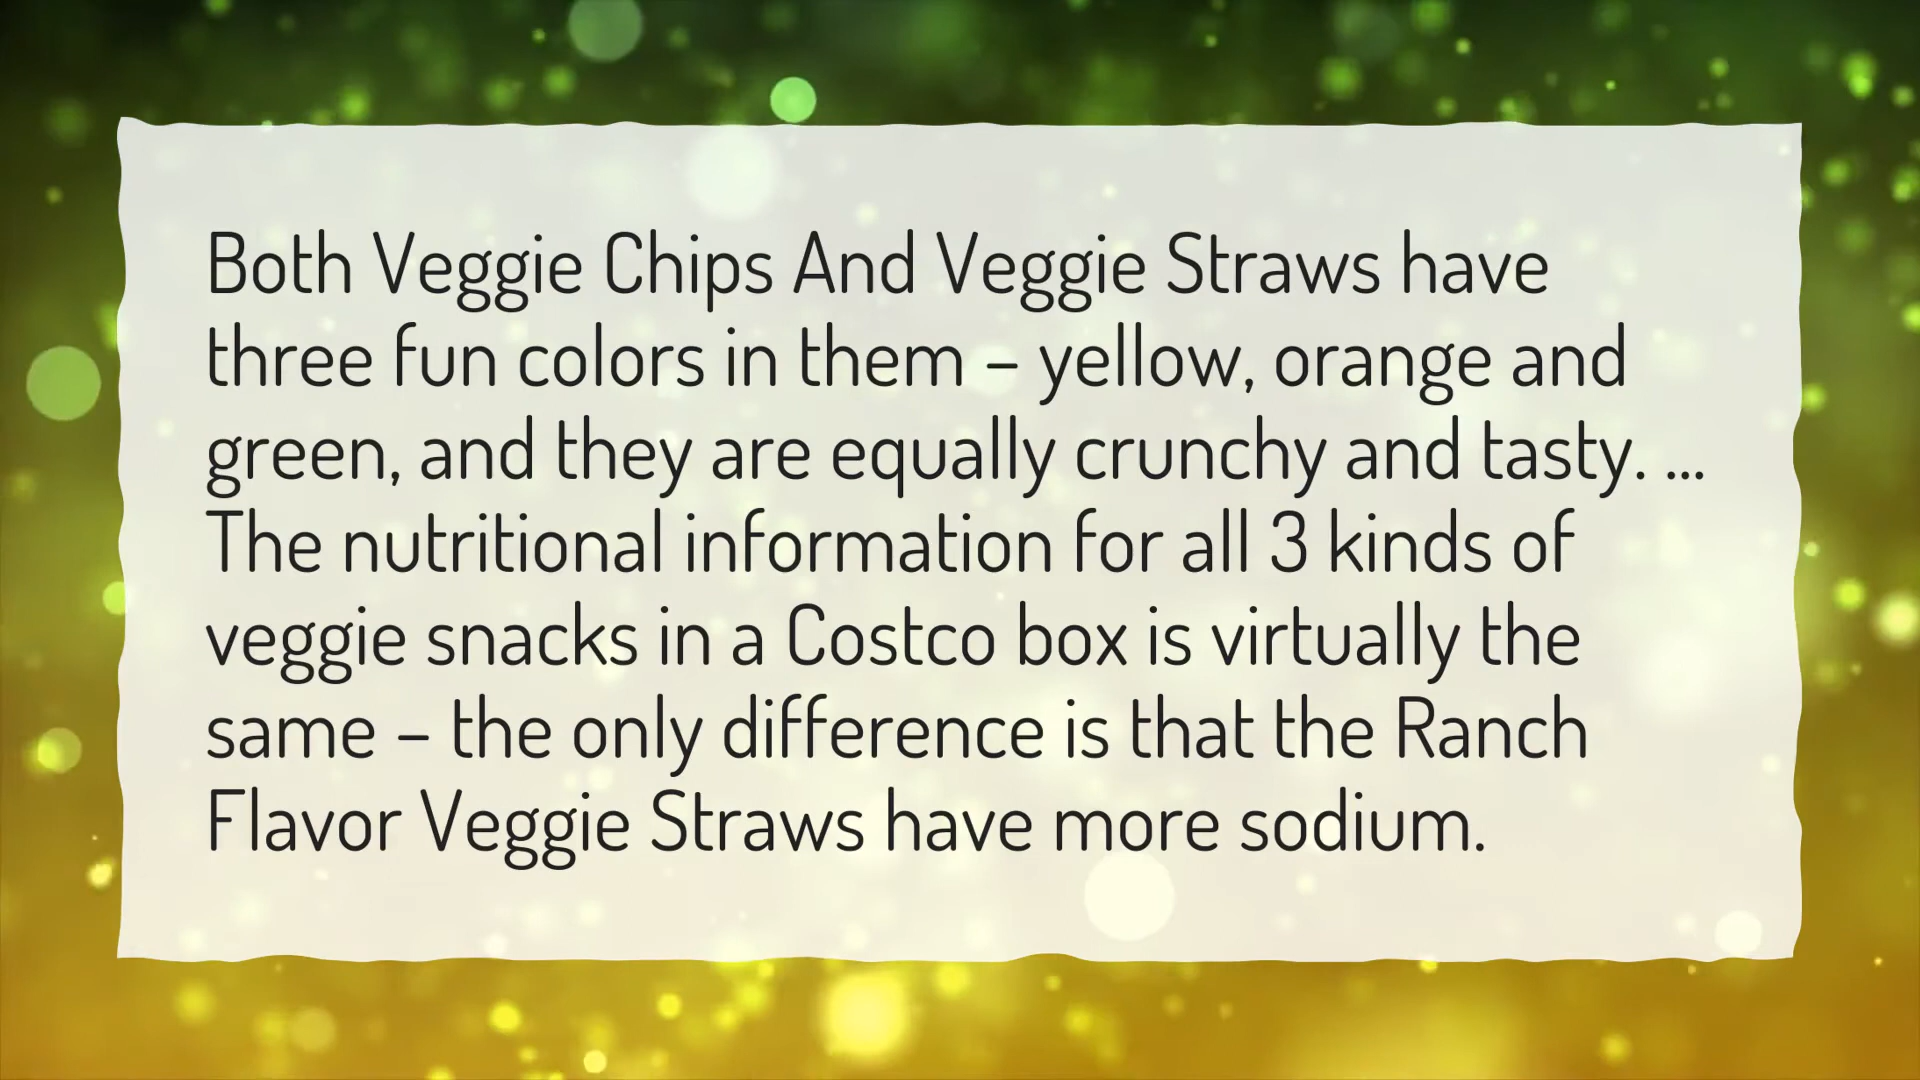 Both Veggie Chips And Veggie Straws have
three fun colors in them – yellow, orange and
green, and they are equally crunchy and tasty. ...
The nutritional information for all 3 kinds of
veggie snacks in a Costco box is virtually the
same – the only difference is that the Ranch
Flavor Veggie Straws have more sodium.